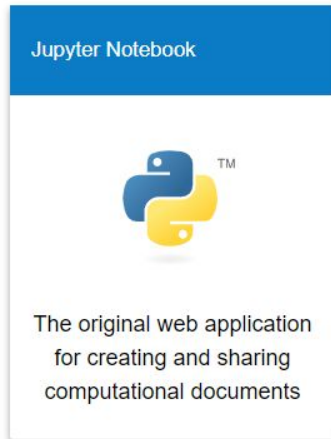 Jupyter Notebook
TM
The original web application
for creating and sharing
computational documents